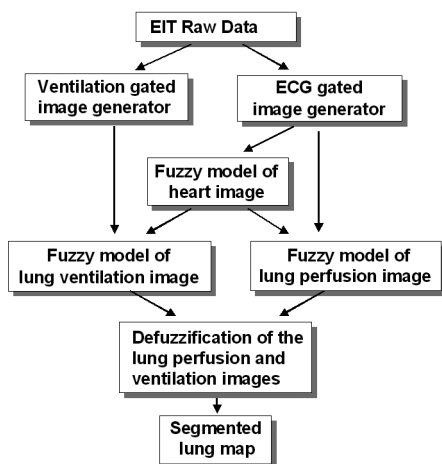 EIT Raw Data
Ventilation gated
image generator
ECG gated
image generator
Fuzzy model of
heart image
Fuzzy model of
lung ventilation image
Fuzzy model of
lung perfusion image
Defuzzification of the
lung perfusion and
ventilation images
Segmented
lung map